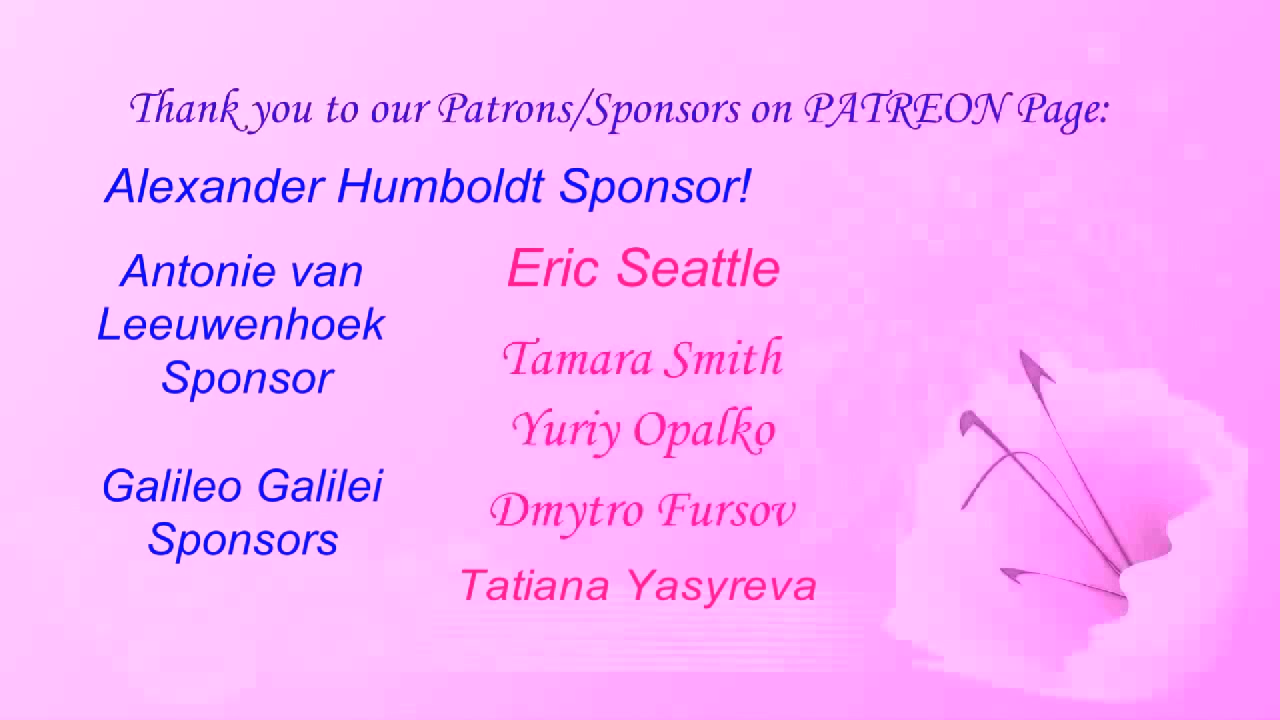 Thank you to our Patrons/Sponsors on PATREON Page:
Alexander Humboldt Sponsor!
Antonie van
Leeuwenhoek
Sponsor
Eric Seattle
Tamara Smith
Yuriy Opalko
Galileo Galilei
Sponsors
Dmytro Fursov
Tatiana Yasyreva